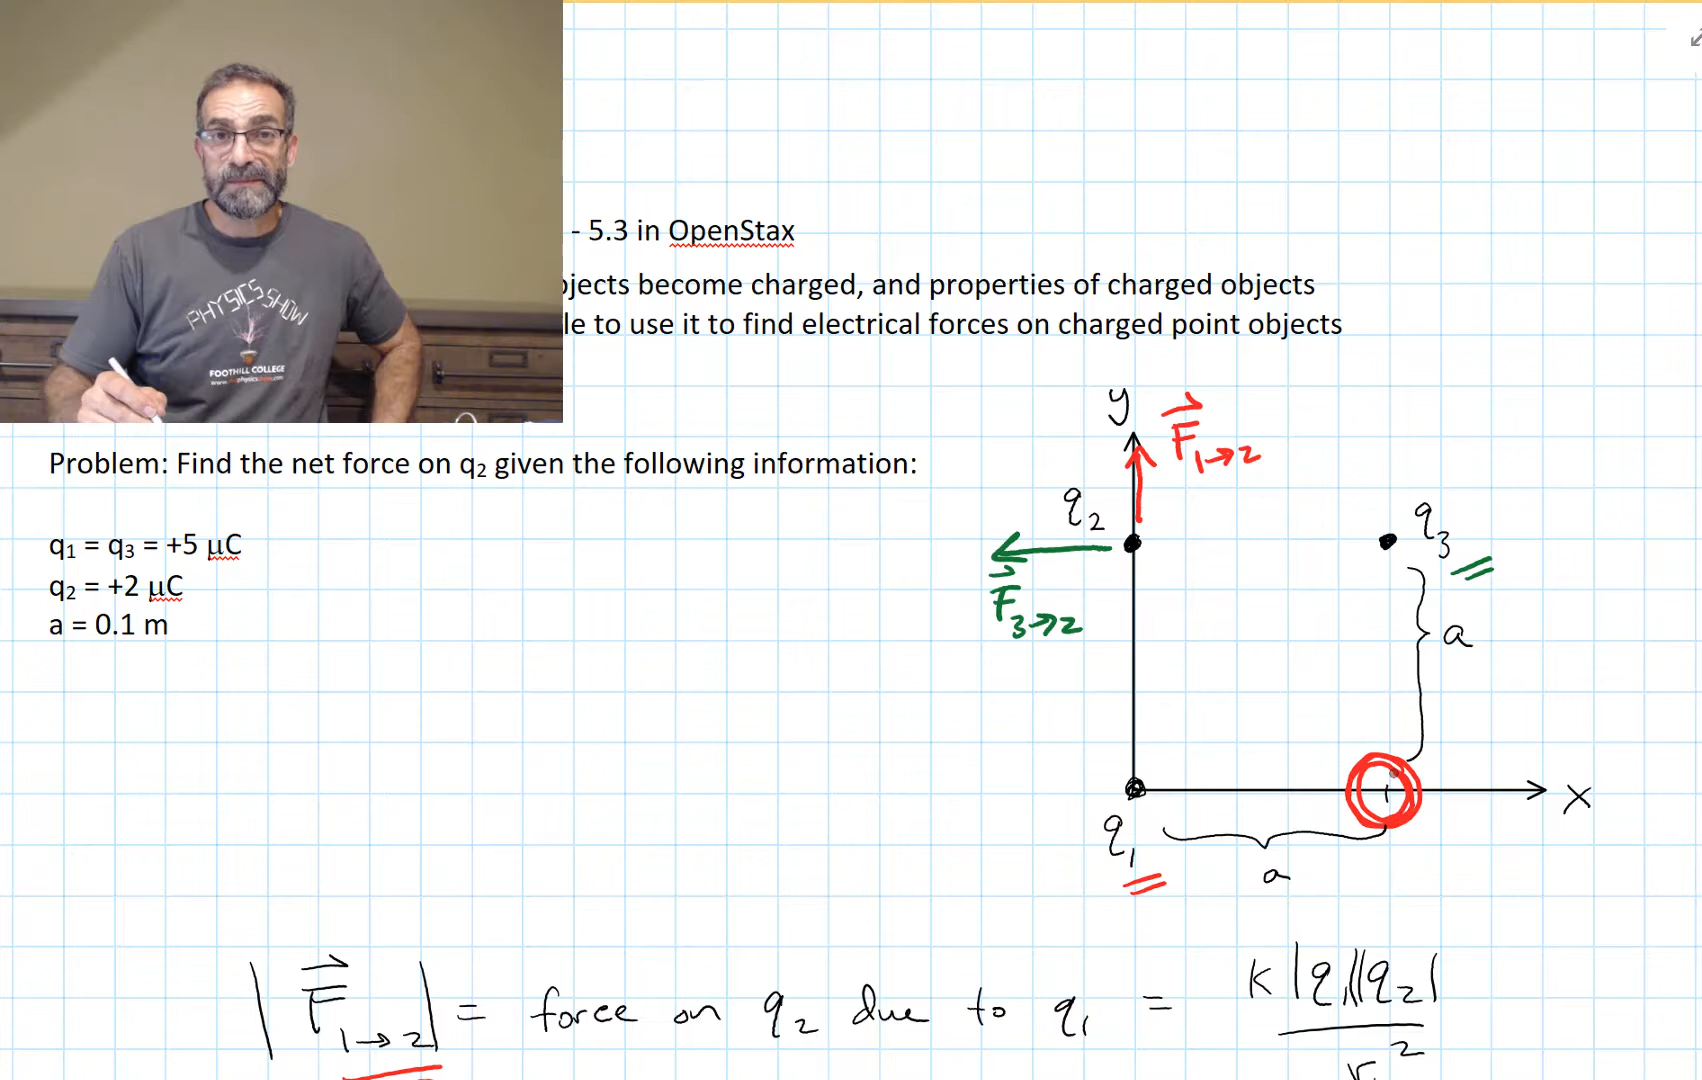 PHYSICS SHOW
FOOTHILL COLLEGE
- 5.3 in OpenStax
jects become charged, and properties of charged objects
le to use it to find electrical forces on charged point objects
Problem: Find the net force on q₂ given the following information:
q₁ = q₃ = +5 μC
q₂ = +2 μC
a = 0.1 m
y
F⃗₁→₂
q₂
q₃
F⃗₃→₂
a
x
q₁
a
|F⃗₁→₂| = force on q₂ due to q₁ = k|q₁||q₂| / r²